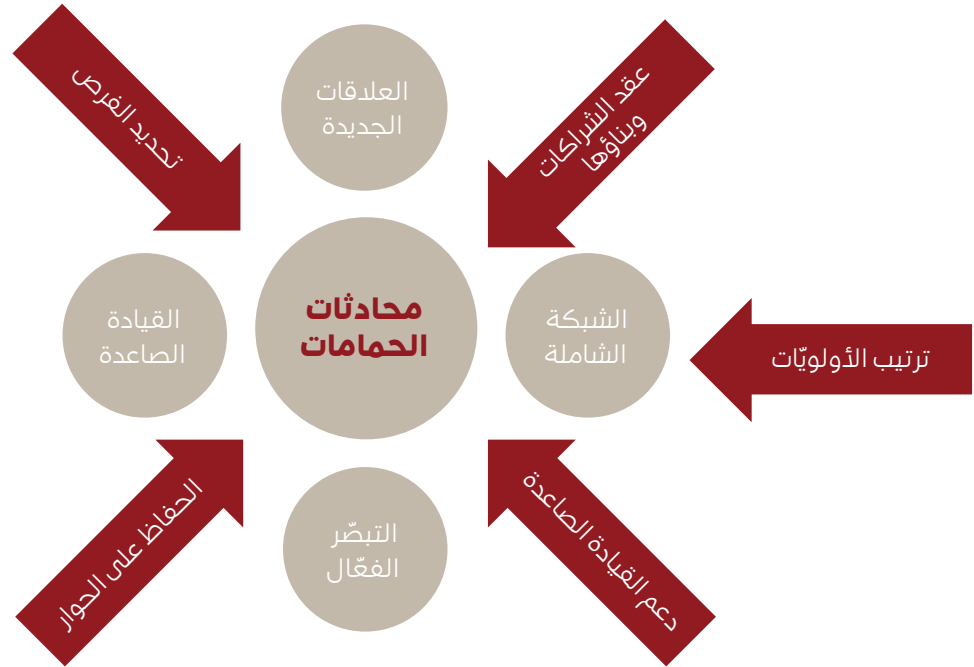 عقد الشراكات
وبناؤها
العلاقات
الجديدة
تحديد الفرص
الشبكة
الشاملة
محادثات
الحمامات
القيادة
الصاعدة
ترتيب الأولويّات
دعم القيادة الصاعدة
التبصّر
الفعّال
الحفاظ على الحوار